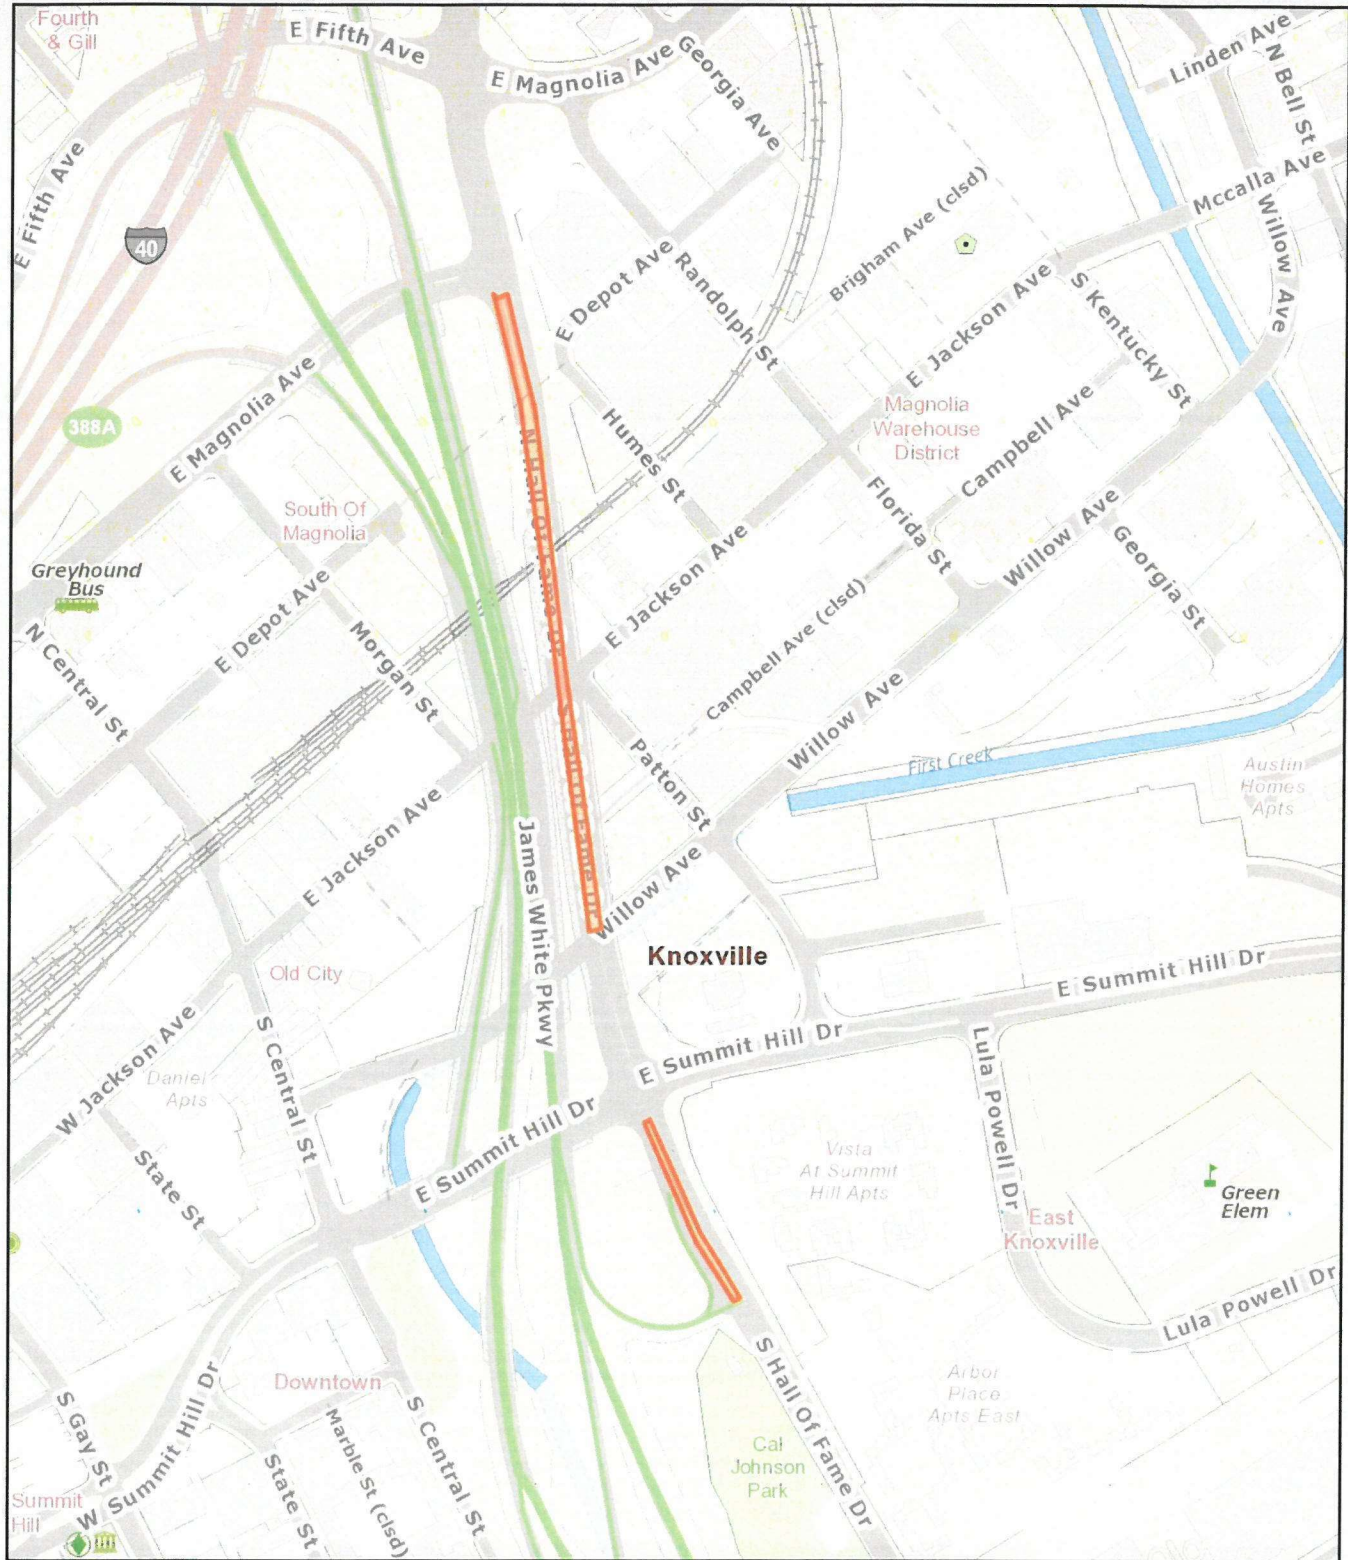 Fourth
& Gill
E Fifth Ave
E Magnolia Ave
Georgia Ave
Linden Ave
N Bell St
E Fifth Ave
40
Mccalla Ave
Willow Ave
Brigham Ave (clsd)
E Depot Ave
Randolph St
S Kentucky St
E Jackson Ave
388A
E Magnolia Ave
Magnolia
Warehouse
District
Campbell Ave
Humes St
N Hall Of Fame Dr
South Of
Magnolia
Florida St
Willow Ave
Georgia St
Greyhound
Bus
E Depot Ave
E Jackson Ave
Campbell Ave (clsd)
N Central St
Morgan St
Willow Ave
Patton St
First Creek
Austin
Homes
Apts
E Jackson Ave
James White Pkwy
N Hall Of Fame Dr
Willow Ave
Knoxville
Old City
E Summit Hill Dr
W Jackson Ave
S Central St
E Summit Hill Dr
Daniel
Apts
Lula Powell Dr
E Summit Hill Dr
State St
Vista
At Summit
Hill Apts
Green
Elem
East
Knoxville
Lula Powell Dr
Downtown
S Hall Of Fame Dr
Arbor
Place
Apts East
S Gay St
W Summit Hill Dr
Marble St (clsd)
S Central St
Cal
Johnson
Park
State St
Summit
Hill